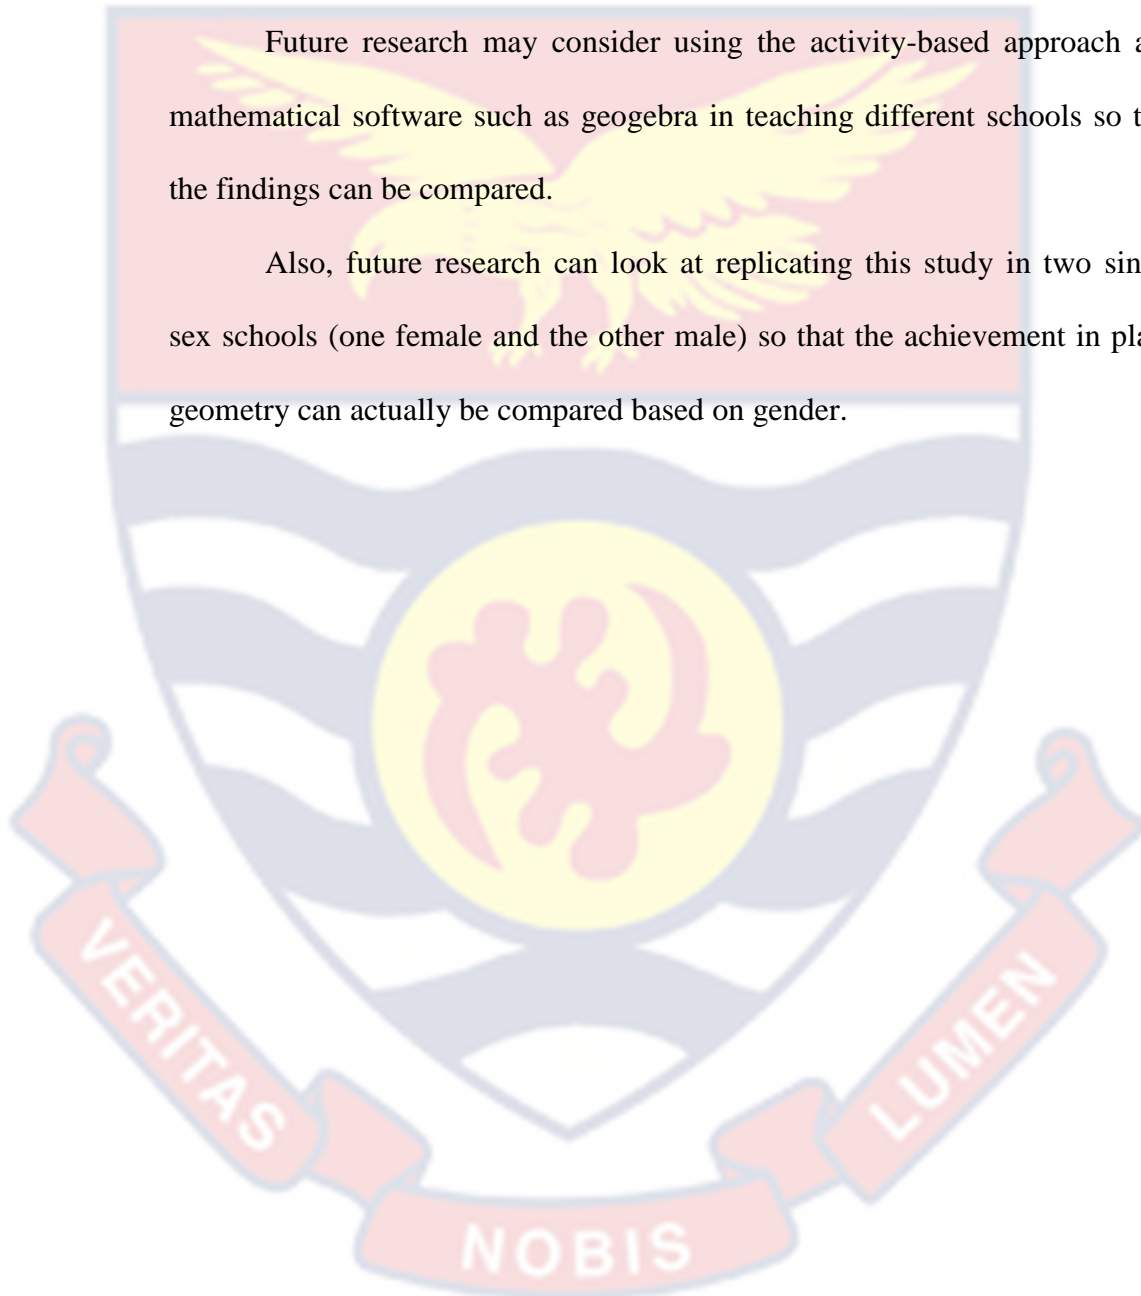 Future research may consider using the activity-based approach a
mathematical software such as geogebra in teaching different schools so t
the findings can be compared.
Also, future research can look at replicating this study in two sin
sex schools (one female and the other male) so that the achievement in pla
geometry can actually be compared based on gender.
VERITAS
NOBIS
LUMEN